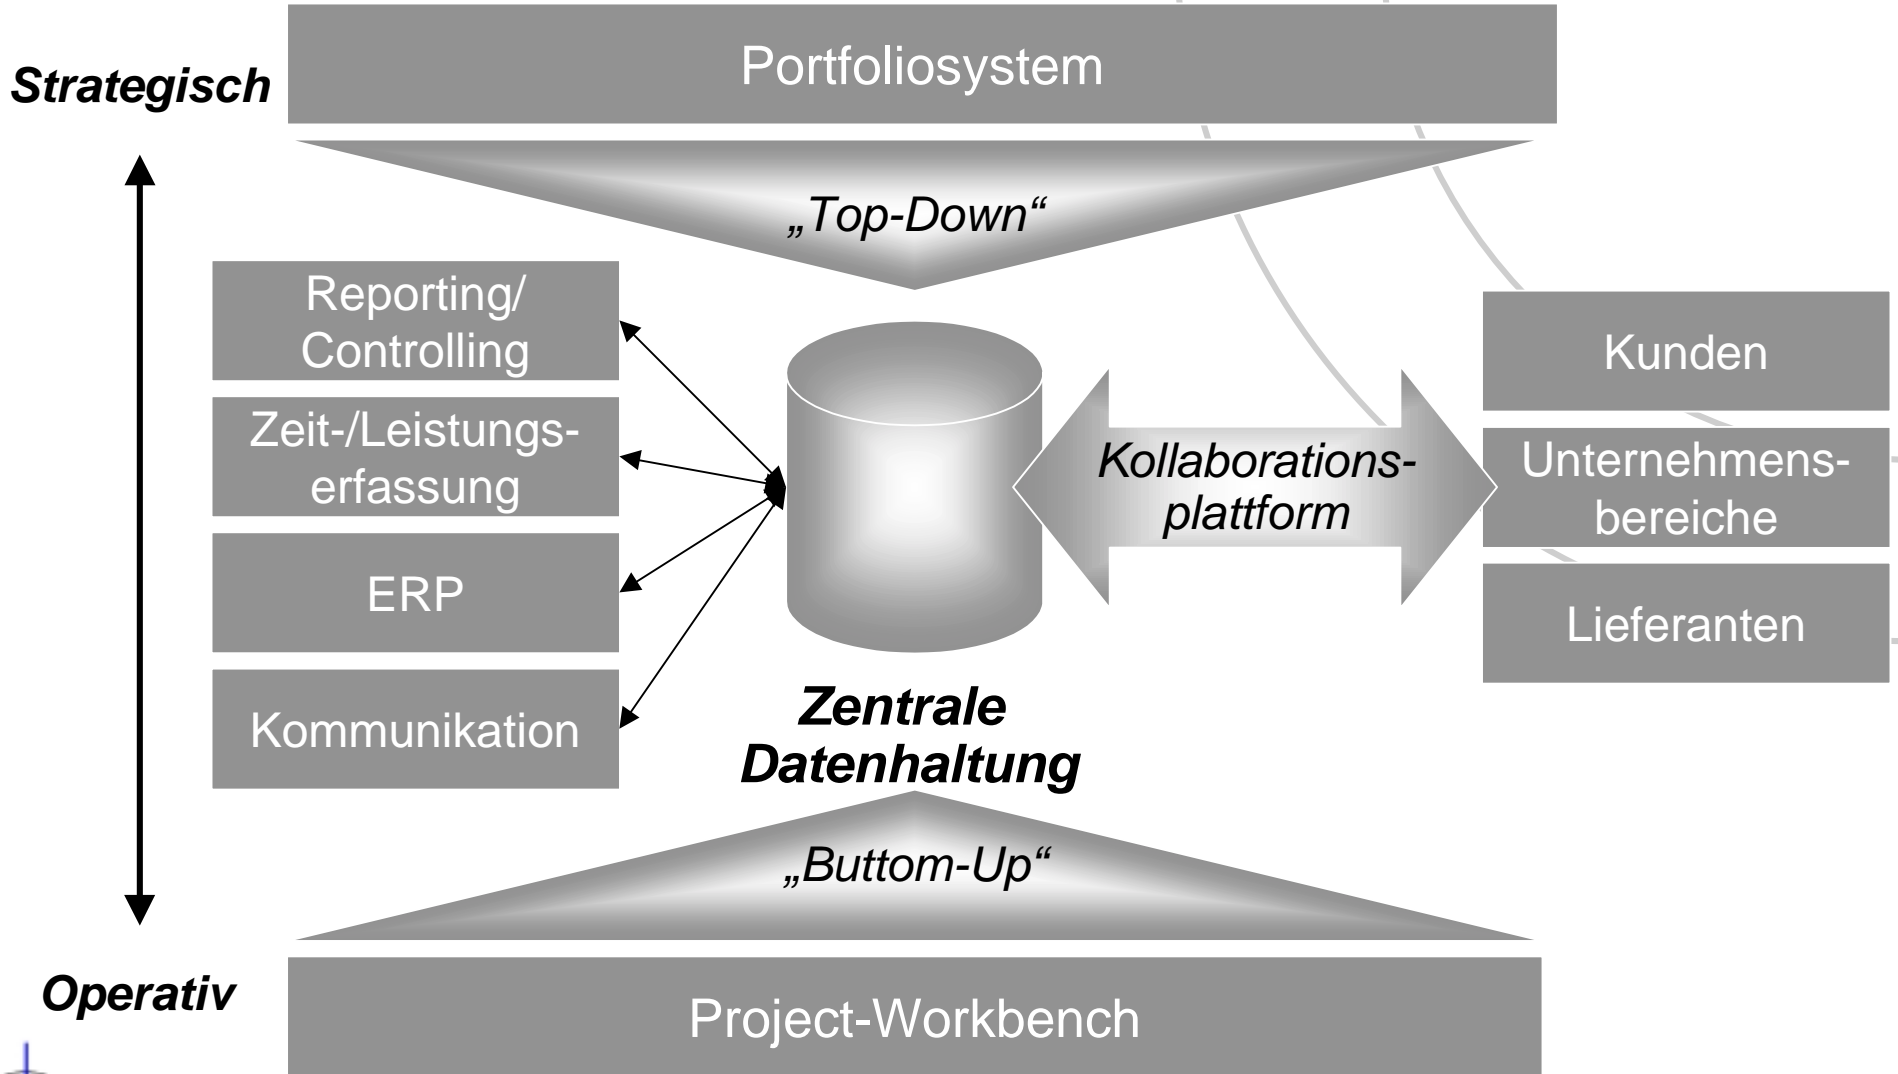 Portfoliosystem
Strategisch
„Top-Down“
Reporting/
Controlling
Zeit-/Leistungs-
erfassung
ERP
Kommunikation
Kollaborations-
plattform
Kunden
Unternehmens-
bereiche
Lieferanten
Zentrale
Datenhaltung
„Buttom-Up“
Operativ
Project-Workbench